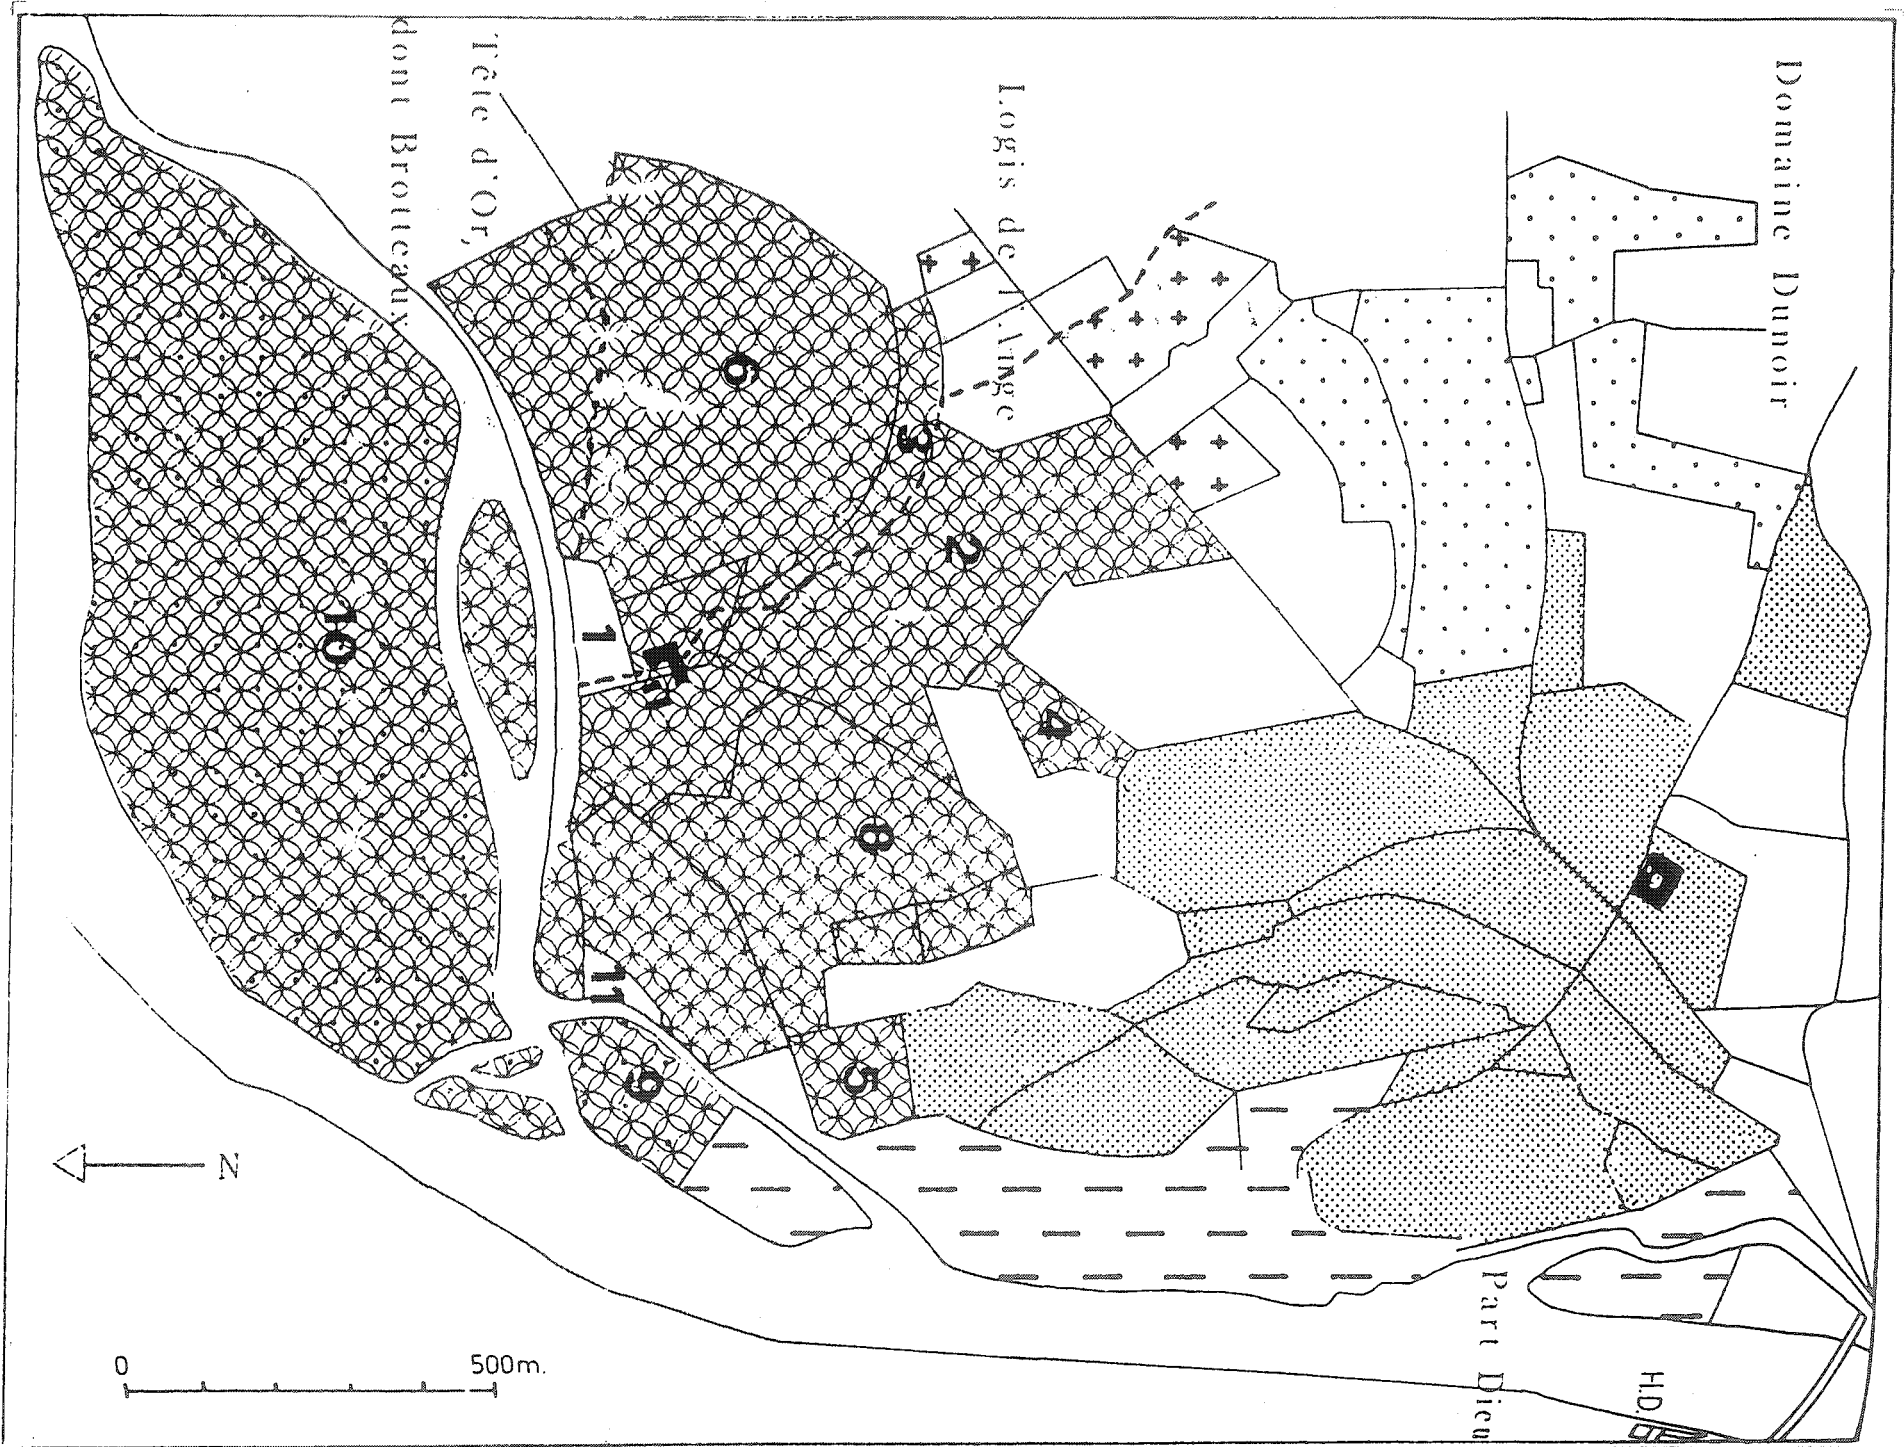 Domaine Dunoir
Logis de l'Ange
Tête d'Or,
dont Brotteaux
Part Dieu
H.D.
6
3
2
1
4
10
8
11
5
9
N
0 500m.